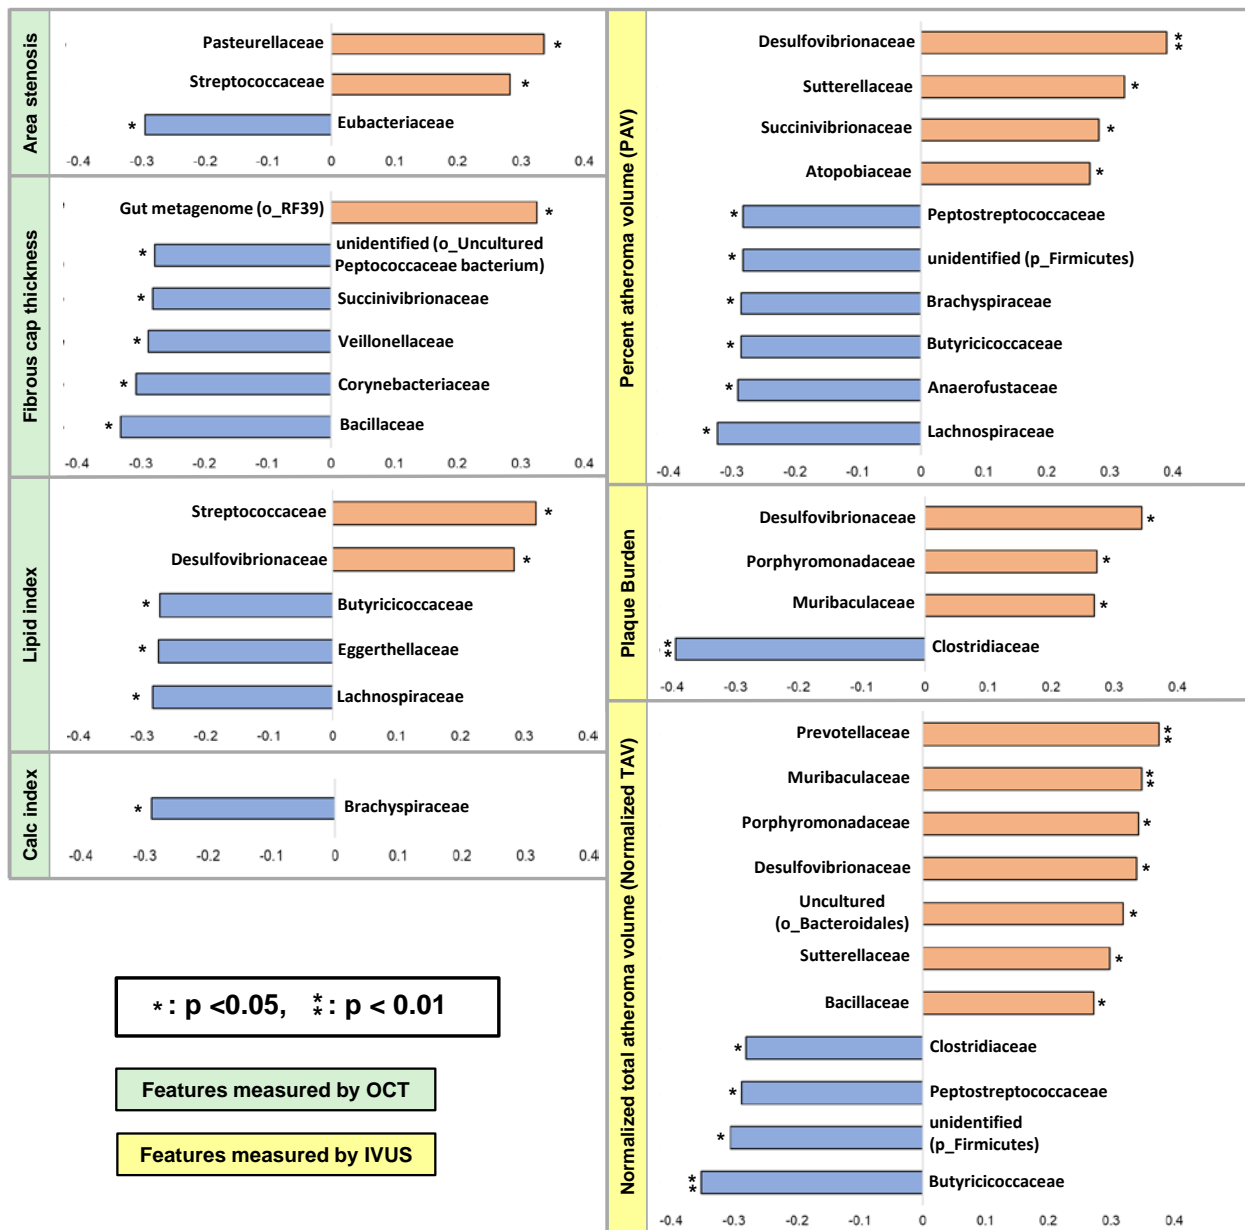 Area stenosis
Pasteurellaceae
*
Streptococcaceae
*
Eubacteriaceae
*
-0.4 -0.3 -0.2 -0.1 0 0.1 0.2 0.3 0.4
Fibrous cap thickness
Gut metagenome (o_RF39)
*
unidentified (o_Uncultured
Peptococcaceae bacterium)
*
Succinivibrionaceae
*
Veillonellaceae
*
Corynebacteriaceae
*
Bacillaceae
*
-0.4 -0.3 -0.2 -0.1 0 0.1 0.2 0.3 0.4
Lipid index
Streptococcaceae
*
Desulfovibrionaceae
*
Butyricicoccaceae
*
Eggerthellaceae
*
Lachnospiraceae
*
-0.4 -0.3 -0.2 -0.1 0 0.1 0.2 0.3 0.4
Calc index
Brachyspiraceae
*
-0.4 -0.3 -0.2 -0.1 0 0.1 0.2 0.3 0.4
*: p <0.05, **: p < 0.01
Features measured by OCT
Features measured by IVUS
Percent atheroma volume (PAV)
Desulfovibrionaceae
**
Sutterellaceae
*
Succinivibrionaceae
*
Atopobiaceae
*
Peptostreptococcaceae
*
unidentified (p_Firmicutes)
*
Brachyspiraceae
*
Butyricicoccaceae
*
Anaerofustaceae
*
Lachnospiraceae
*
-0.4 -0.3 -0.2 -0.1 0 0.1 0.2 0.3 0.4
Plaque Burden
Desulfovibrionaceae
*
Porphyromonadaceae
*
Muribaculaceae
*
Clostridiaceae
**
-0.4 -0.3 -0.2 -0.1 0 0.1 0.2 0.3 0.4
Normalized total atheroma volume (Normalized TAV)
Prevotellaceae
**
Muribaculaceae
**
Porphyromonadaceae
*
Desulfovibrionaceae
*
Uncultured
(o_Bacteroidales)
*
Sutterellaceae
*
Bacillaceae
*
Clostridiaceae
*
Peptostreptococcaceae
*
unidentified
(p_Firmicutes)
*
Butyricicoccaceae
**
-0.4 -0.3 -0.2 -0.1 0 0.1 0.2 0.3 0.4